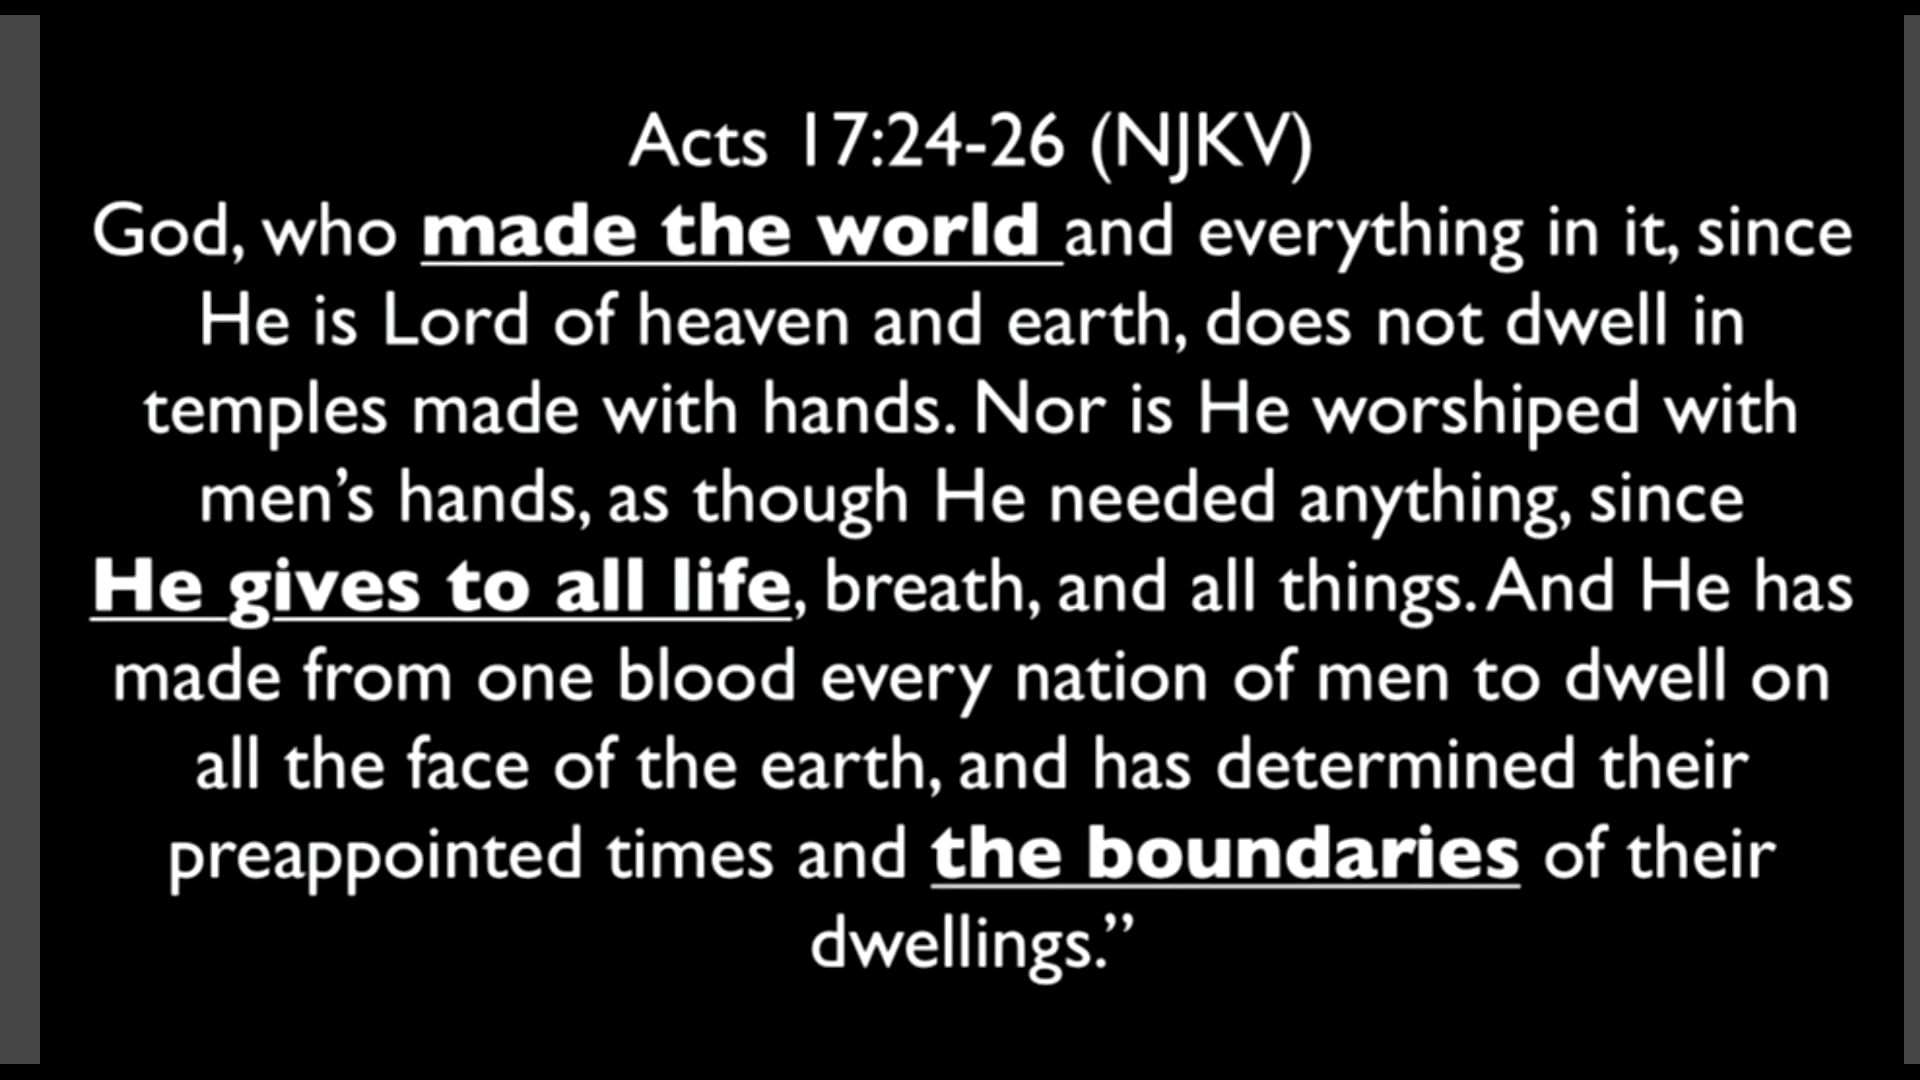 Acts 17:24-26 (NJKV)
God, who made the world and everything in it, since
He is Lord of heaven and earth, does not dwell in
temples made with hands. Nor is He worshiped with
men’s hands, as though He needed anything, since
He gives to all life, breath, and all things. And He has
made from one blood every nation of men to dwell on
all the face of the earth, and has determined their
preappointed times and the boundaries of their
dwellings.”